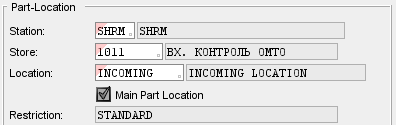 Part-Location
Station: SHRM SHRM
Store: 1011 ВХ. КОНТРОЛЬ ОМТО
Location: INCOMING INCOMING LOCATION
Main Part Location
Restriction: STANDARD